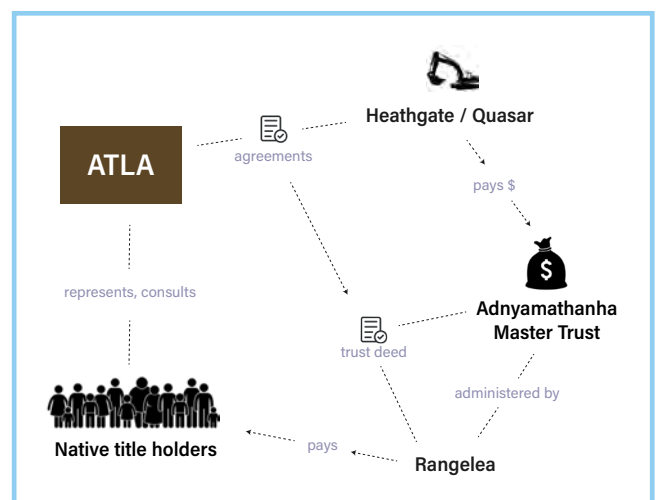 Heathgate / Quasar
ATLA
agreements
pays $
$
represents, consults
Adnyamathanha
Master Trust
trust deed
administered by
Native title holders
pays
Rangelea